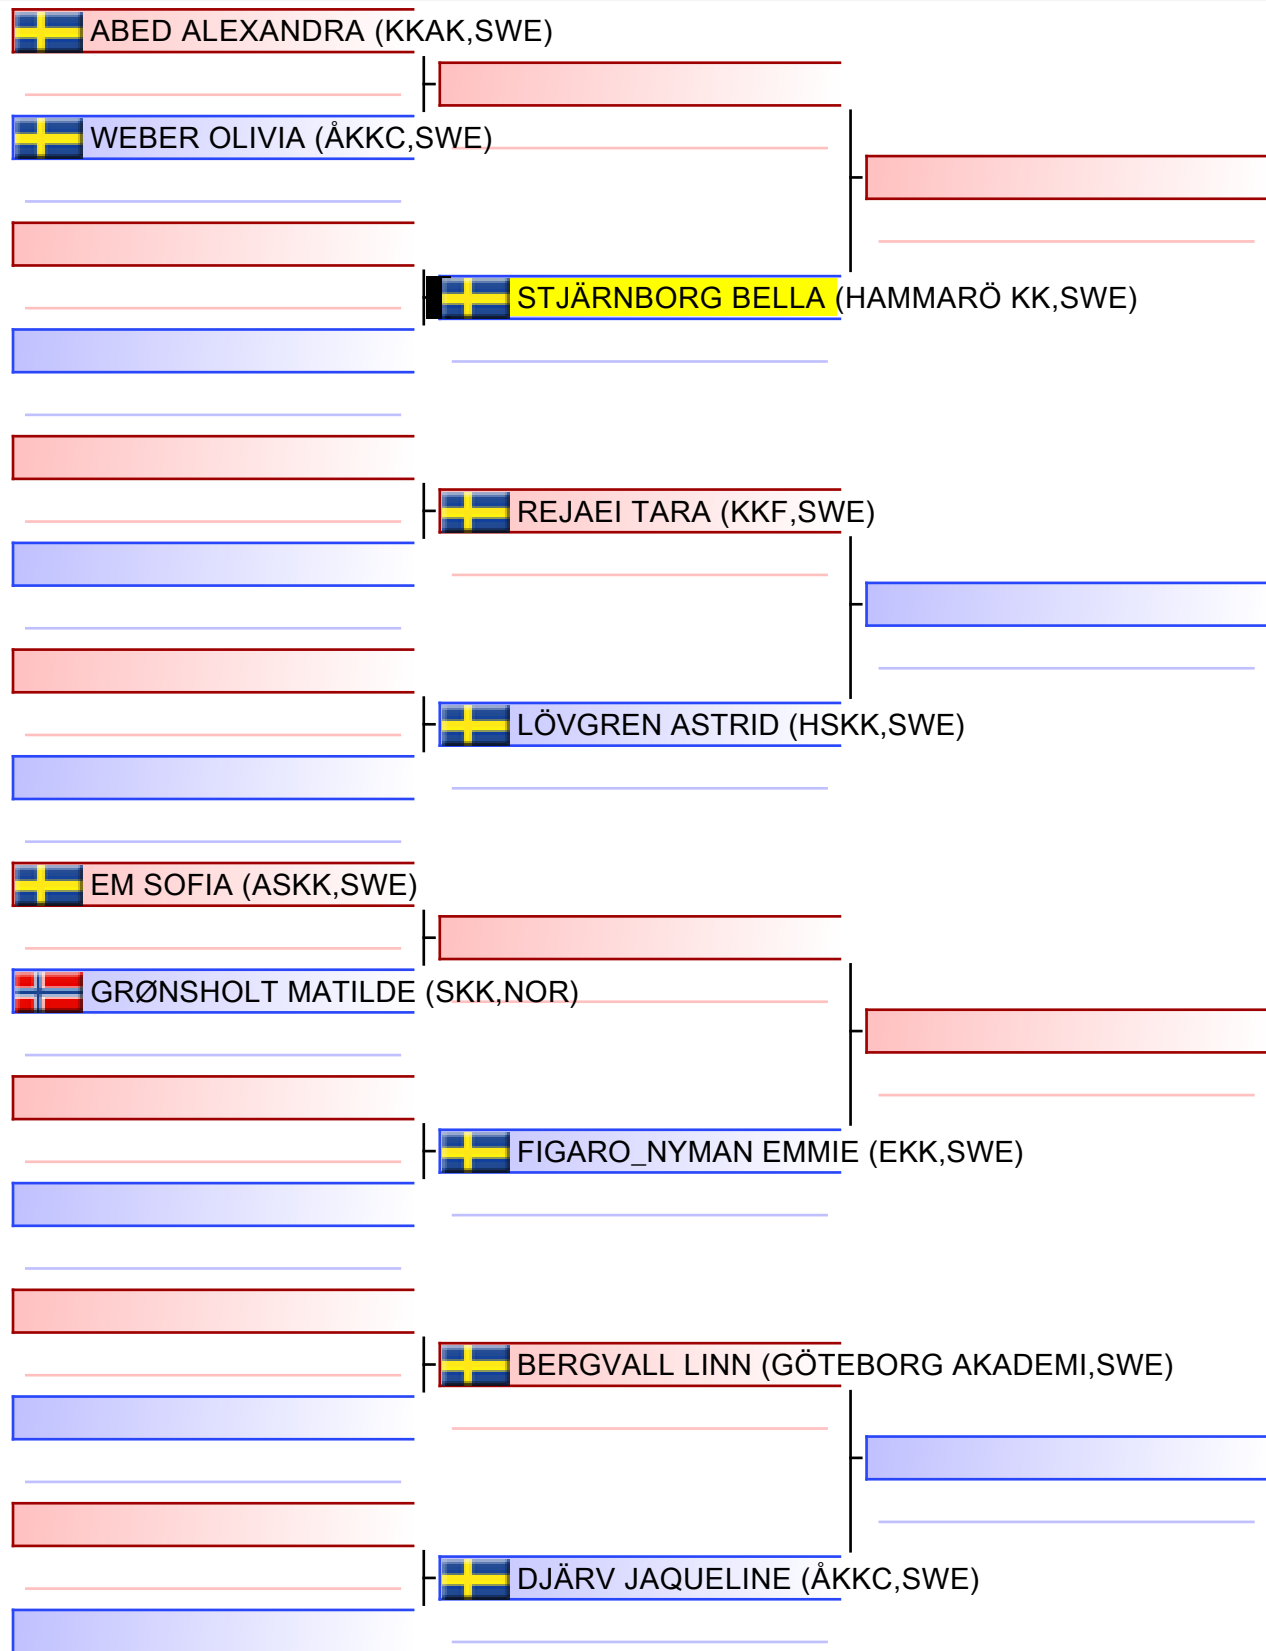 ABED ALEXANDRA (KKAK,SWE)
WEBER OLIVIA (ÅKKC,SWE)
STJÄRNBORG BELLA (HAMMARÖ KK,SWE)
REJAEI TARA (KKF,SWE)
LÖVGREN ASTRID (HSKK,SWE)
EM SOFIA (ASKK,SWE)
GRØNSHOLT MATILDE (SKK,NOR)
FIGARO_NYMAN EMMIE (EKK,SWE)
BERGVALL LINN (GÖTEBORG AKADEMI,SWE)
DJÄRV JAQUELINE (ÅKKC,SWE)